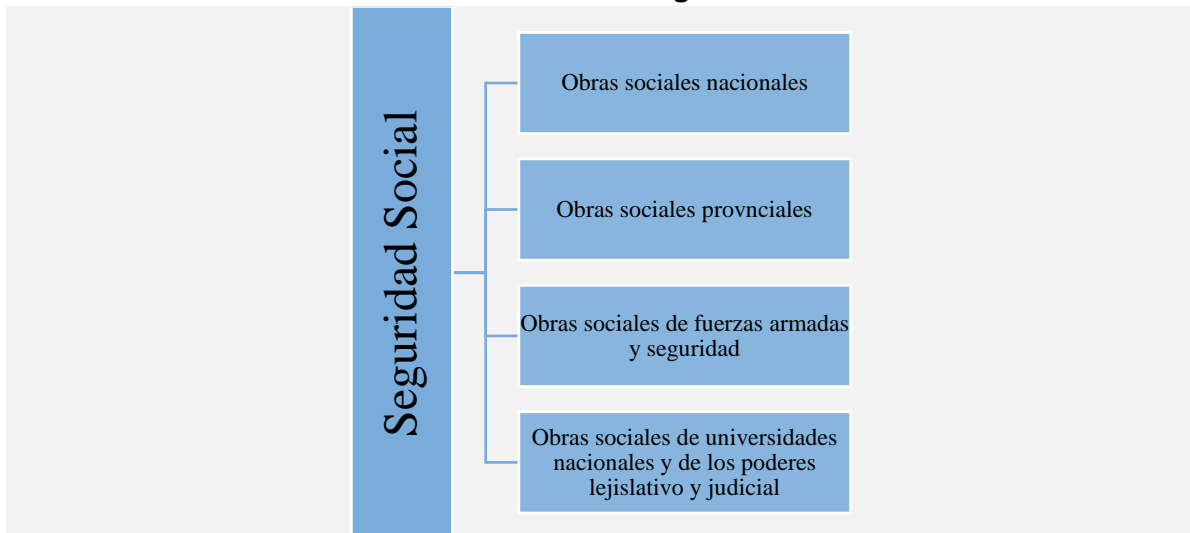 Seguridad Social
Obras sociales nacionales
Obras sociales provnciales
Obras sociales de fuerzas armadas
y seguridad
Obras sociales de universidades
nacionales y de los poderes
lejislativo y judicial